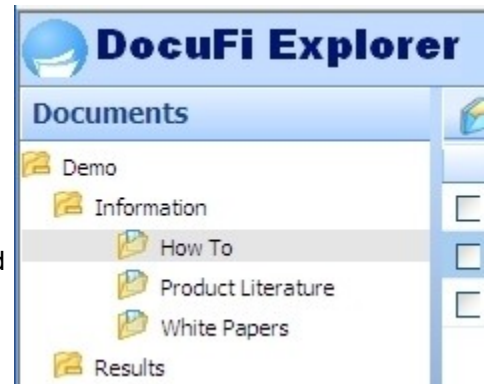 DocuFi Explorer
Documents
Demo
Information
How To
Product Literature
White Papers
Results